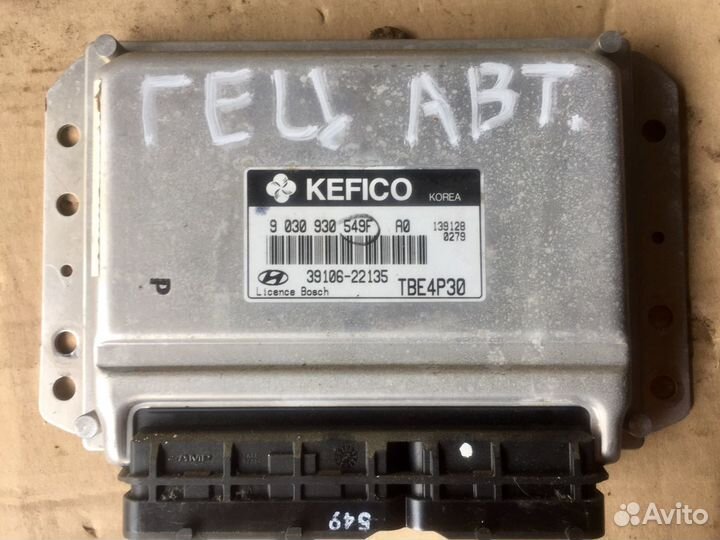 ГЕЦ АВТ.
KEFICO KOREA
9 030 930 549F A0 139128 0279
39106-22135
Licence Bosch TBE4P30
P
549
Avito